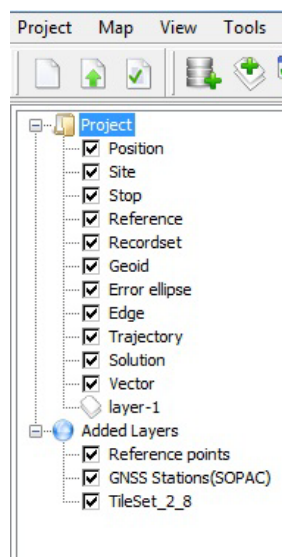 Project Map View Tools
Project
Position
Site
Stop
Reference
Recordset
Geoid
Error ellipse
Edge
Trajectory
Solution
Vector
layer-1
Added Layers
Reference points
GNSS Stations(SOPAC)
TileSet_2_8